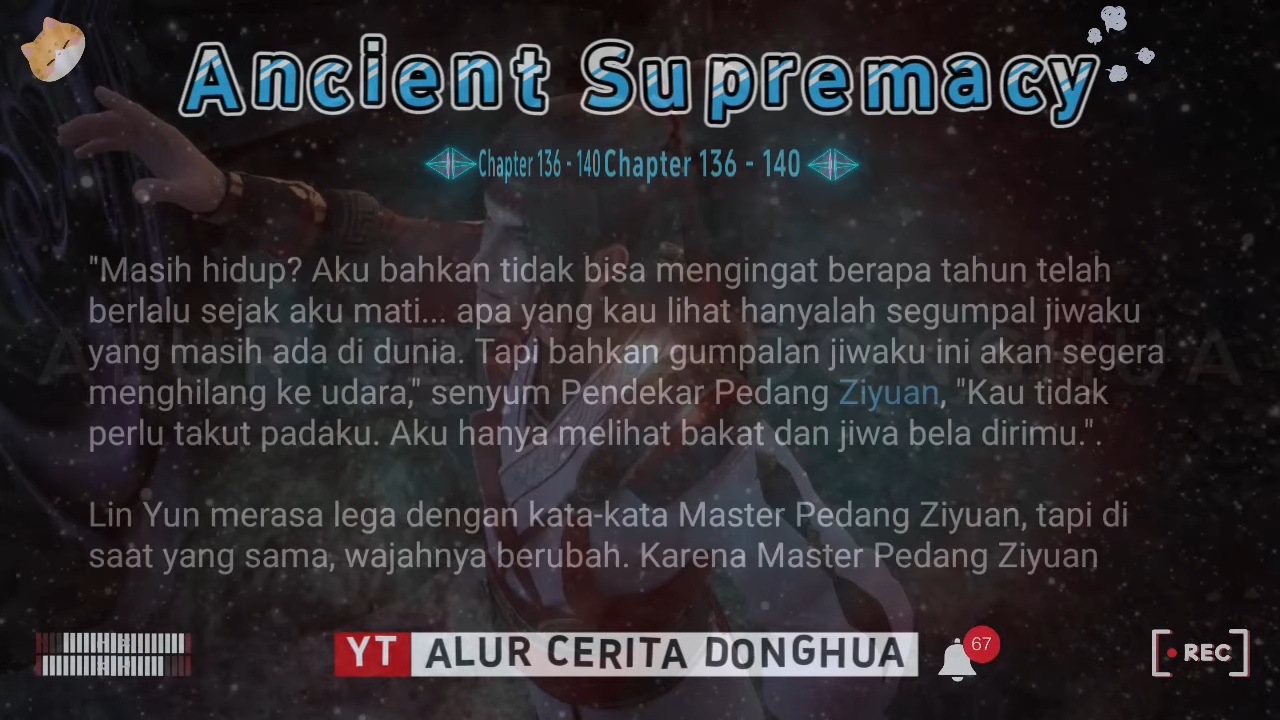 Ancient Supremacy
Chapter 136 - 140 Chapter 136 - 140
"Masih hidup? Aku bahkan tidak bisa mengingat berapa tahun telah
berlalu sejak aku mati... apa yang kau lihat hanyalah segumpal jiwaku
yang masih ada di dunia. Tapi bahkan gumpalan jiwaku ini akan segera
menghilang ke udara," senyum Pendekar Pedang Ziyuan, "Kau tidak
perlu takut padaku. Aku hanya melihat bakat dan jiwa bela dirimu.".
Lin Yun merasa lega dengan kata-kata Master Pedang Ziyuan, tapi di
saat yang sama, wajahnya berubah. Karena Master Pedang Ziyuan
YT ALUR CERITA DONGHUA
67
REC